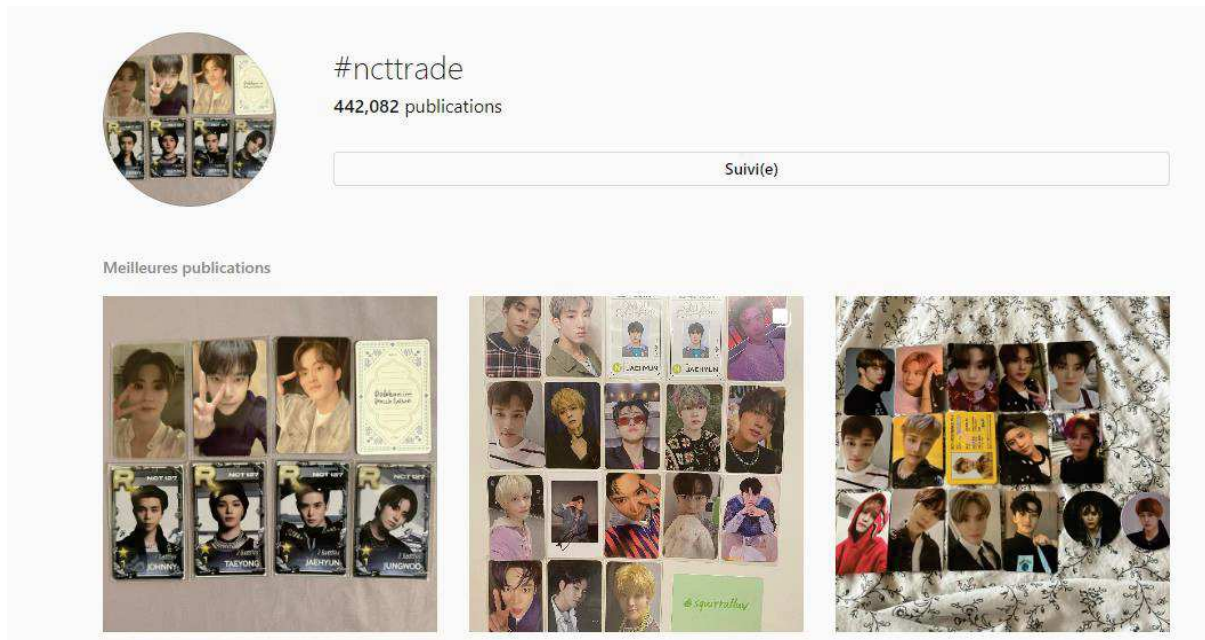 #ncttrade
442,082 publications
Suivi(e)
Meilleures publications
R
NCT 127
JOHNNY
R
NCT 127
TAEYONG
R
NCT 127
JAEHYUN
R
NCT 127
JUNGWOO
N JAEHYUN
N JAEHYUN